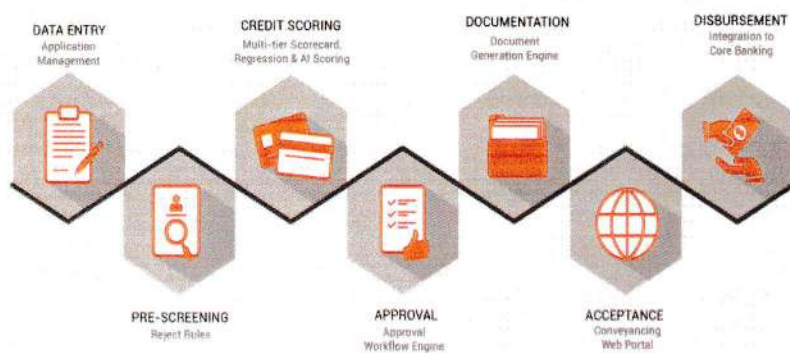 DATA ENTRY
Application
Management
PRE-SCREENING
Reject Rules
CREDIT SCORING
Multi-tier Scorecard,
Regression & AI Scoring
APPROVAL
Approval
Workflow Engine
DOCUMENTATION
Document
Generation Engine
ACCEPTANCE
Conveyancing
Web Portal
DISBURSEMENT
Integration to
Core Banking